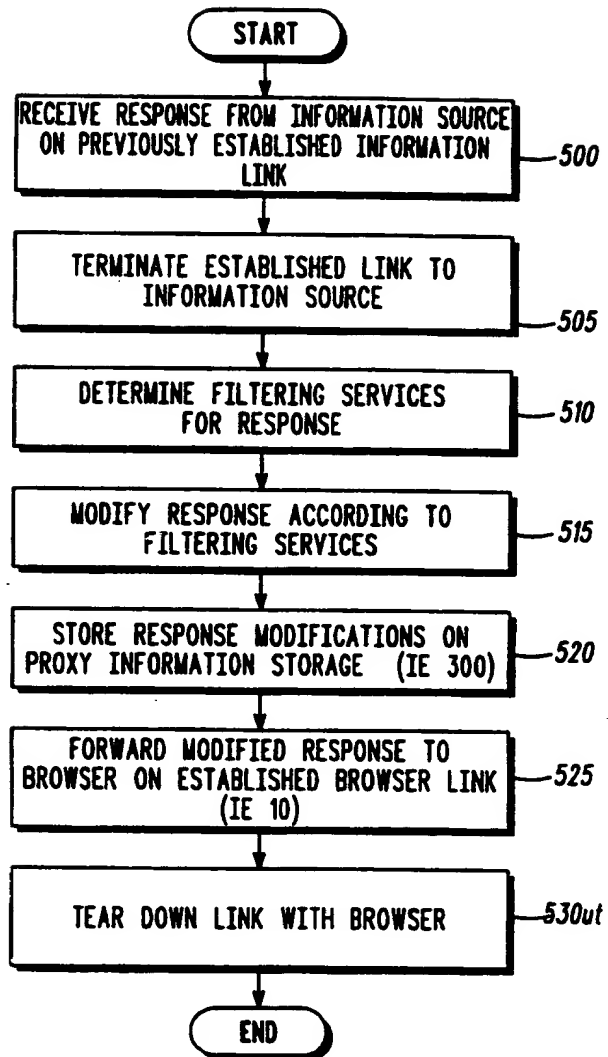 START
RECEIVE RESPONSE FROM INFORMATION SOURCE
ON PREVIOUSLY ESTABLISHED INFORMATION
LINK
500
TERMINATE ESTABLISHED LINK TO
INFORMATION SOURCE
505
DETERMINE FILTERING SERVICES
FOR RESPONSE
510
MODIFY RESPONSE ACCORDING TO
FILTERING SERVICES
515
STORE RESPONSE MODIFICATIONS ON
PROXY INFORMATION STORAGE (IE 300)
520
FORWARD MODIFIED RESPONSE TO
BROWSER ON ESTABLISHED BROWSER LINK
(IE 10)
525
TEAR DOWN LINK WITH BROWSER
530ut
END